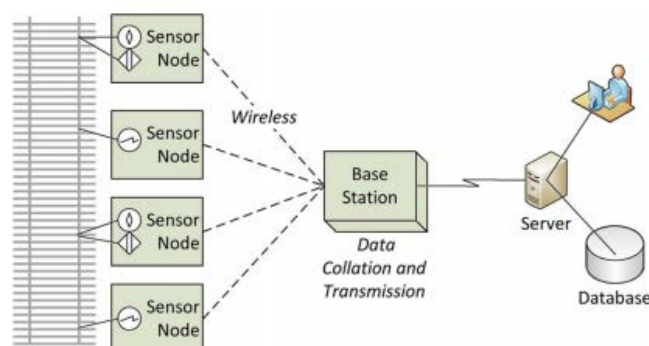 Sensor
Node
Sensor
Node
Sensor
Node
Sensor
Node
Wireless
Base
Station
Data
Collation and
Transmission
Server
Database